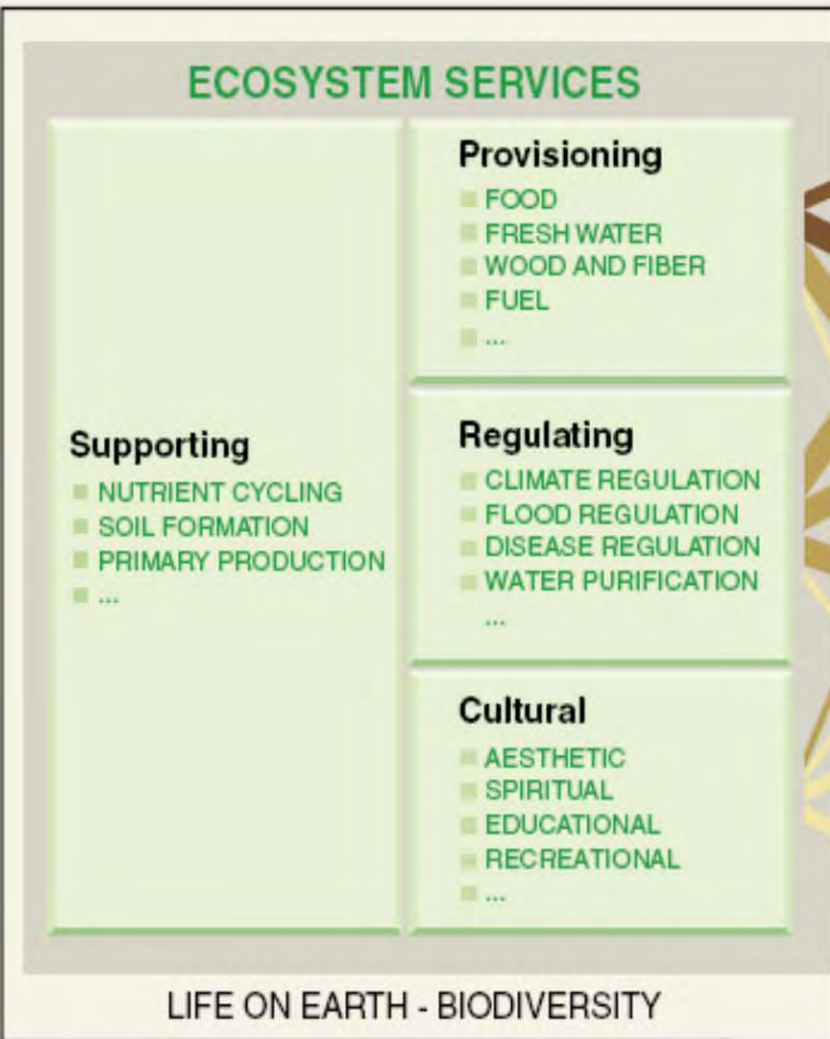 ECOSYSTEM SERVICES
Supporting
NUTRIENT CYCLING
SOIL FORMATION
PRIMARY PRODUCTION
...
Provisioning
FOOD
FRESH WATER
WOOD AND FIBER
FUEL
...
Regulating
CLIMATE REGULATION
FLOOD REGULATION
DISEASE REGULATION
WATER PURIFICATION
...
Cultural
AESTHETIC
SPIRITUAL
EDUCATIONAL
RECREATIONAL
...
LIFE ON EARTH - BIODIVERSITY